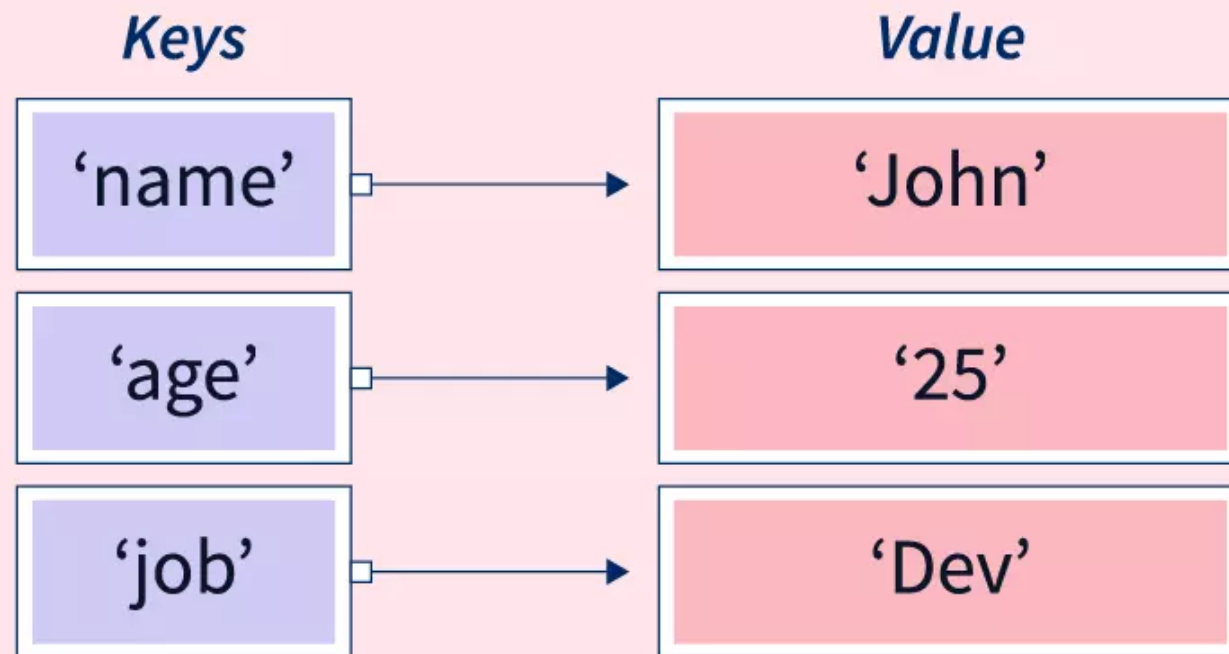 Keys Value
‘name’ ‘John’
‘age’ ‘25’
‘job’ ‘Dev’